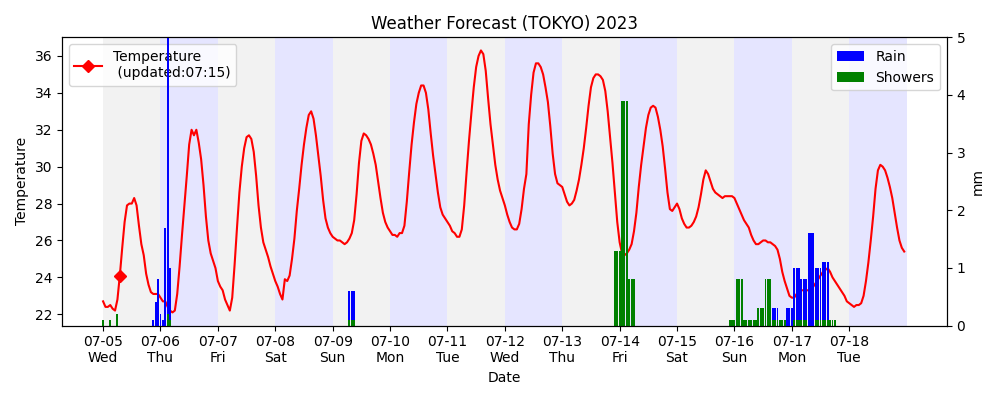 Weather Forecast (TOKYO) 2023
Temperature
(updated:07:15)
Rain
Showers
Temperature
36
34
32
30
28
26
24
22
5
4
3
2
1
0
mm
07-05 07-06 07-07 07-08 07-09 07-10 07-11 07-12 07-13 07-14 07-15 07-16 07-17 07-18
Wed Thu Fri Sat Sun Mon Tue Wed Thu Fri Sat Sun Mon Tue
Date